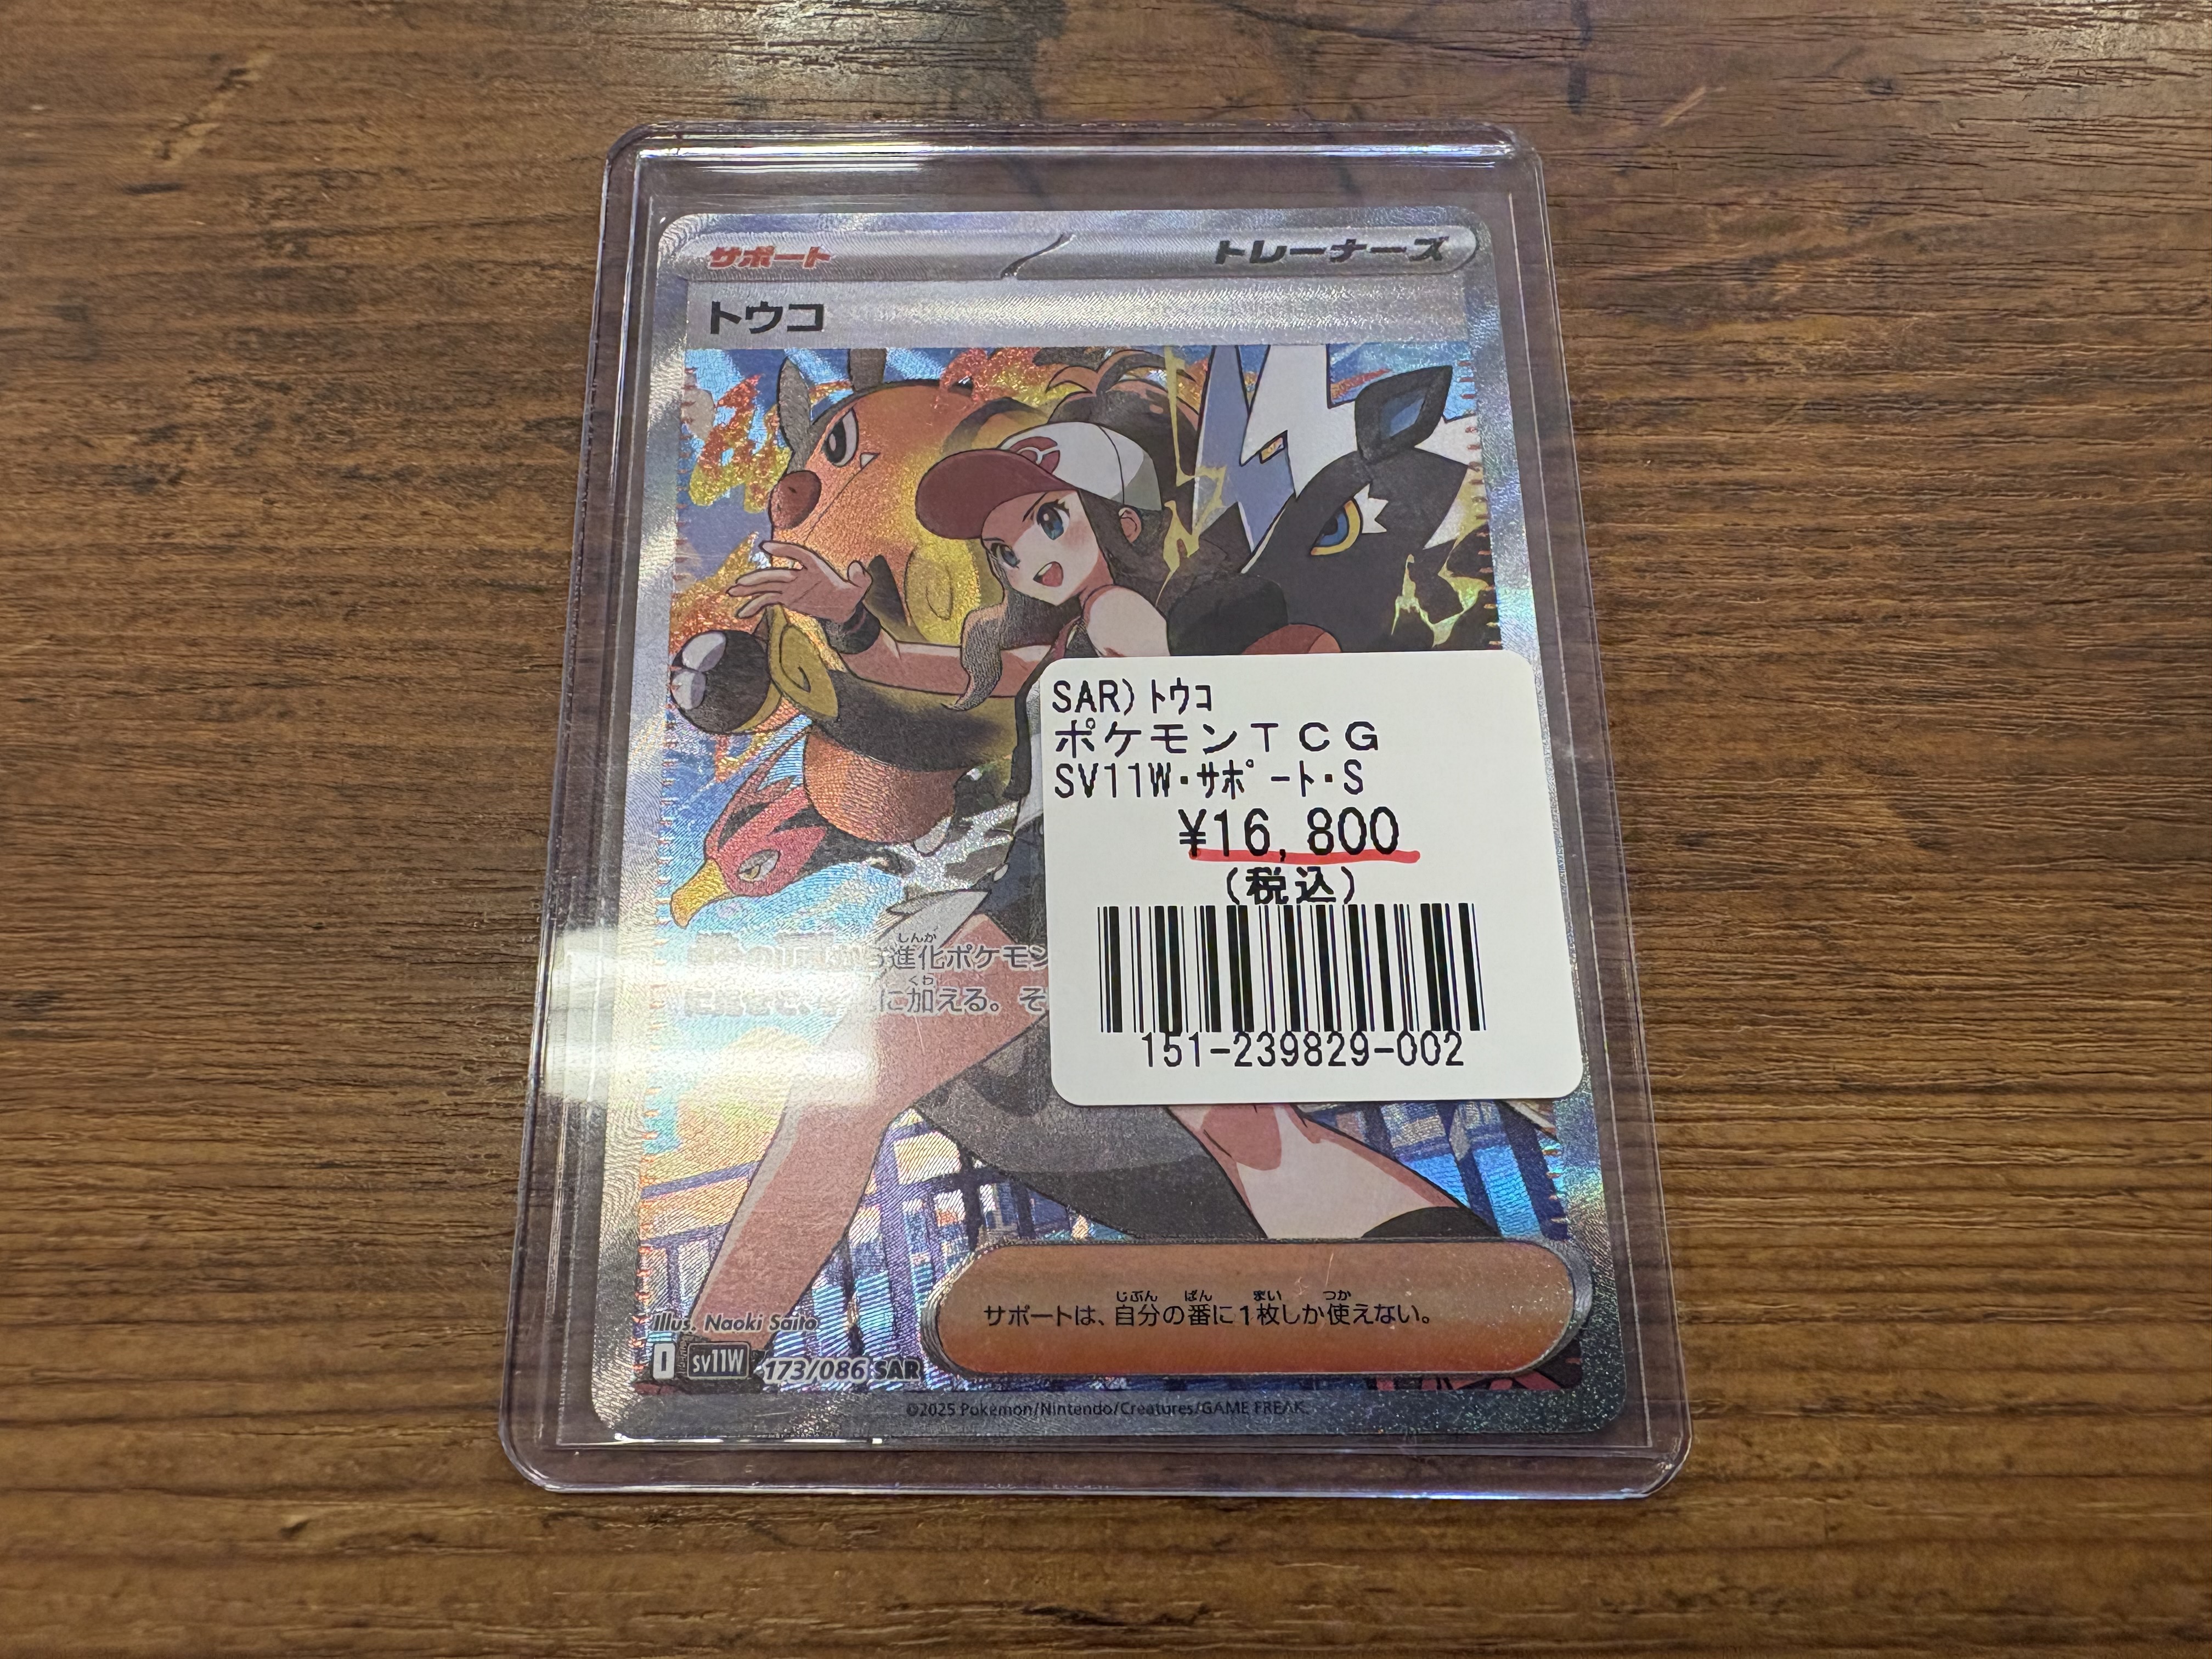 サポート
トレーナーズ
トウコ
SAR)トウコ
ポケモンTCG
SV11W・サポート・S
¥16,800
(税込)
151-239829-002
進化ポケモン
しんか
に加える。そ
くわ
サポートは、自分の番に1枚しか使えない。
じぶん ばん まい つか
Illus. Naoki Saito
I sv11W 173/086 SAR
©2025 Pokémon/Nintendo/Creatures/GAME FREAK.